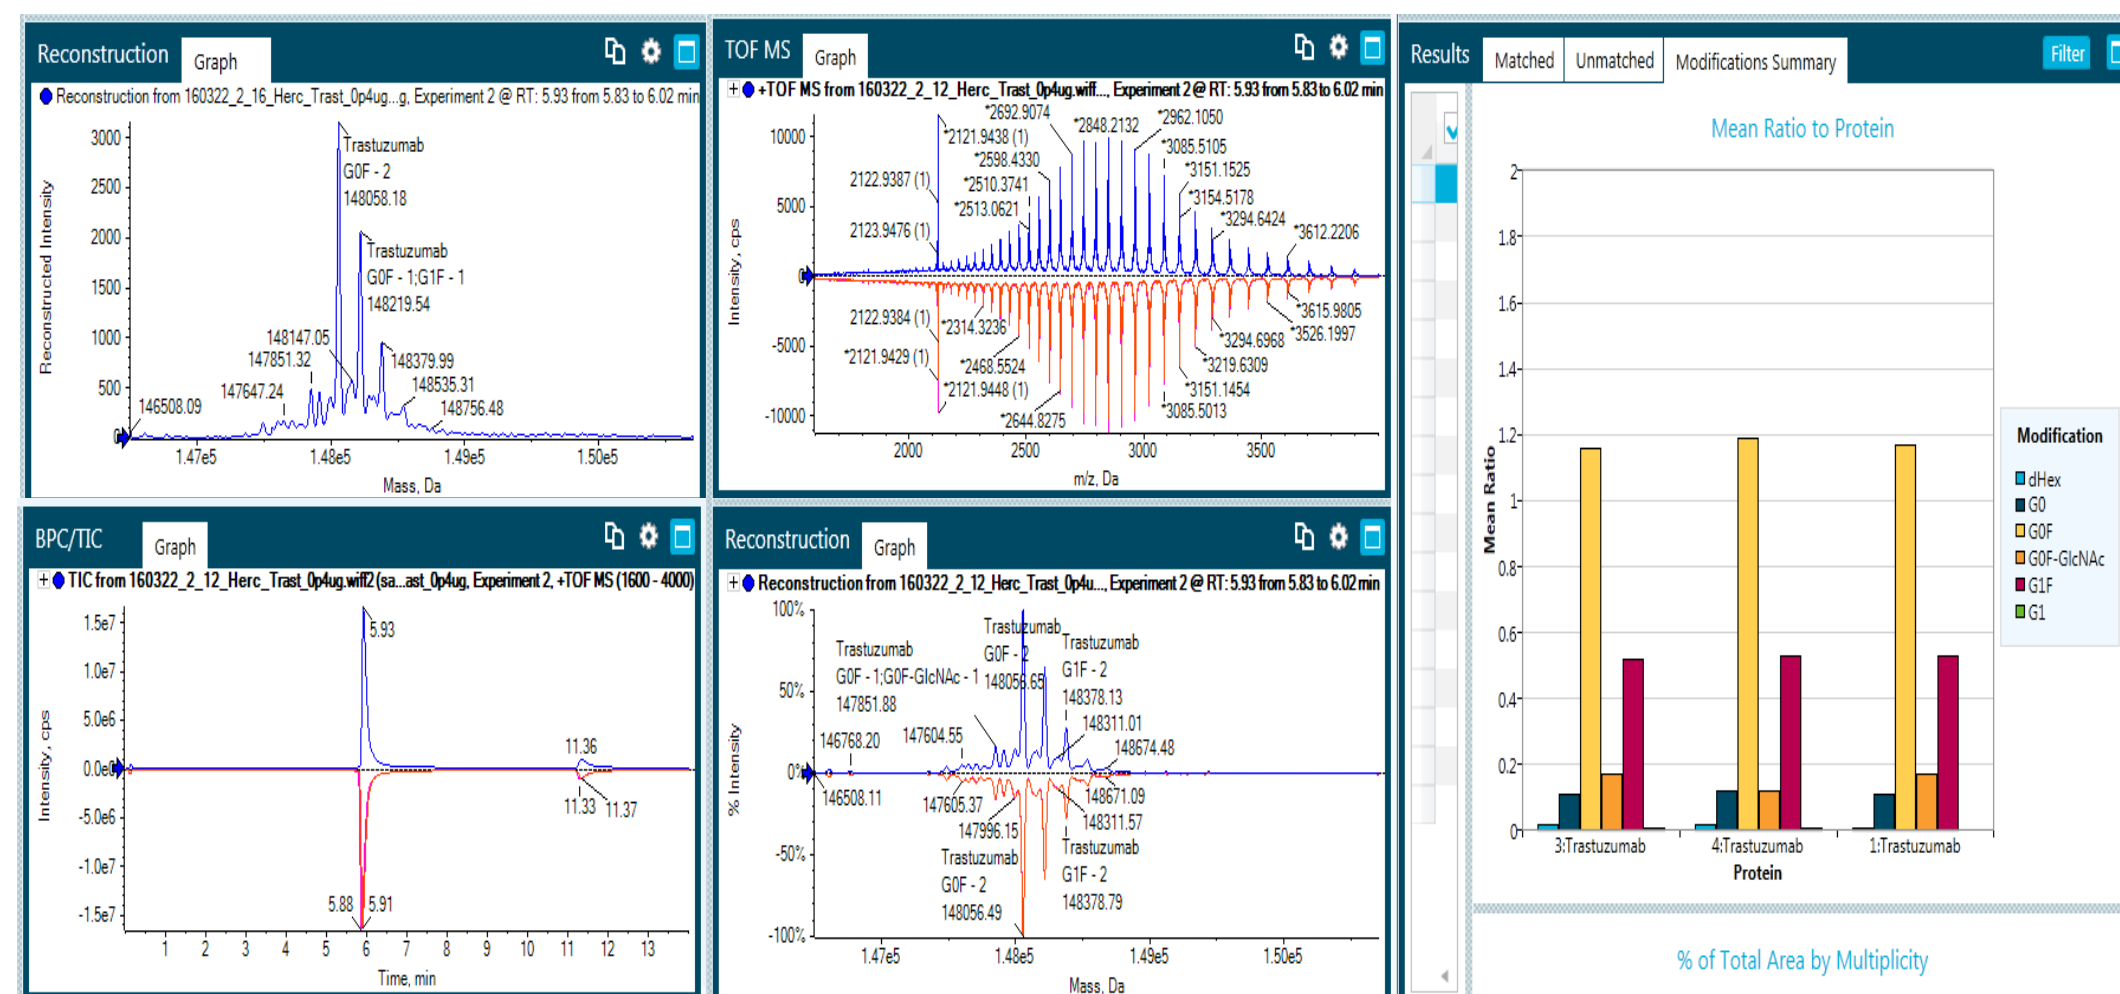 Reconstruction Graph
Reconstruction from 160322_2_16_Herc_Trast_0p4ug...g, Experiment 2 @ RT: 5.93 from 5.83 to 6.02 min
Reconstructed Intensity
3000
2500
2000
1500
1000
500
0
Trastuzumab
G0F - 2
148058.18
Trastuzumab
G0F - 1;G1F - 1
148219.54
148147.05
147851.32
147647.24
146508.09
148379.99
148535.31
148756.48
1.47e5 1.48e5 1.49e5 1.50e5
Mass, Da
TOF MS Graph
+TOF MS from 160322_2_12_Herc_Trast_0p4ug.wiff..., Experiment 2 @ RT: 5.93 from 5.83 to 6.02 min
Intensity, cps
10000
5000
0
-5000
-10000
*2692.9074
*2962.1050
*2848.2132
*2121.9438 (1)
*3085.5105
*2598.4330
*3151.1525
2122.9387 (1)
*2510.3741
*3154.5178
*2513.0621
*3294.6424
2123.9476 (1)
*3612.2206
2122.9384 (1)
*2314.3236
*3615.9805
*3526.1997
*3294.6968
*2121.9429 (1)
*2468.5524
*3219.6309
*2121.9448 (1)
*3151.1454
*2644.8275
*3085.5013
2000 2500 3000 3500
m/z, Da
BPC/TIC Graph
TIC from 160322_2_12_Herc_Trast_0p4ug.wiff2 (sa...ast_0p4ug, Experiment 2, +TOF MS (1600 - 4000)
Intensity, cps
1.5e7
1.0e7
5.0e6
0.0e0
-5.0e6
-1.0e7
-1.5e7
5.93
11.36
11.33 11.37
5.88 5.91
1 2 3 4 5 6 7 8 9 10 11 12 13
Time, min
Reconstruction Graph
Reconstruction from 160322_2_12_Herc_Trast_0p4u..., Experiment 2 @ RT: 5.93 from 5.83 to 6.02 min
% Intensity
100%
50%
0%
-50%
-100%
Trastuzumab
G0F - 2
148056.65
Trastuzumab
G1F - 2
148378.13
Trastuzumab
G0F - 1;G0F-GlcNAc - 1
147851.88
148311.01
148674.48
147604.55
146768.20
146508.11
147605.37
147996.15
148671.09
148311.57
Trastuzumab
G0F - 2
148056.49
Trastuzumab
G1F - 2
148378.79
1.47e5 1.48e5 1.49e5 1.50e5
Mass, Da
Results Matched Unmatched Modifications Summary Filter
Mean Ratio to Protein
Mean Ratio
2
1.8
1.6
1.4
1.2
1
0.8
0.6
0.4
0.2
0
3:Trastuzumab 4:Trastuzumab 1:Trastuzumab
Protein
Modification
dHex
G0
G0F
G0F-GlcNAc
G1F
G1
% of Total Area by Multiplicity